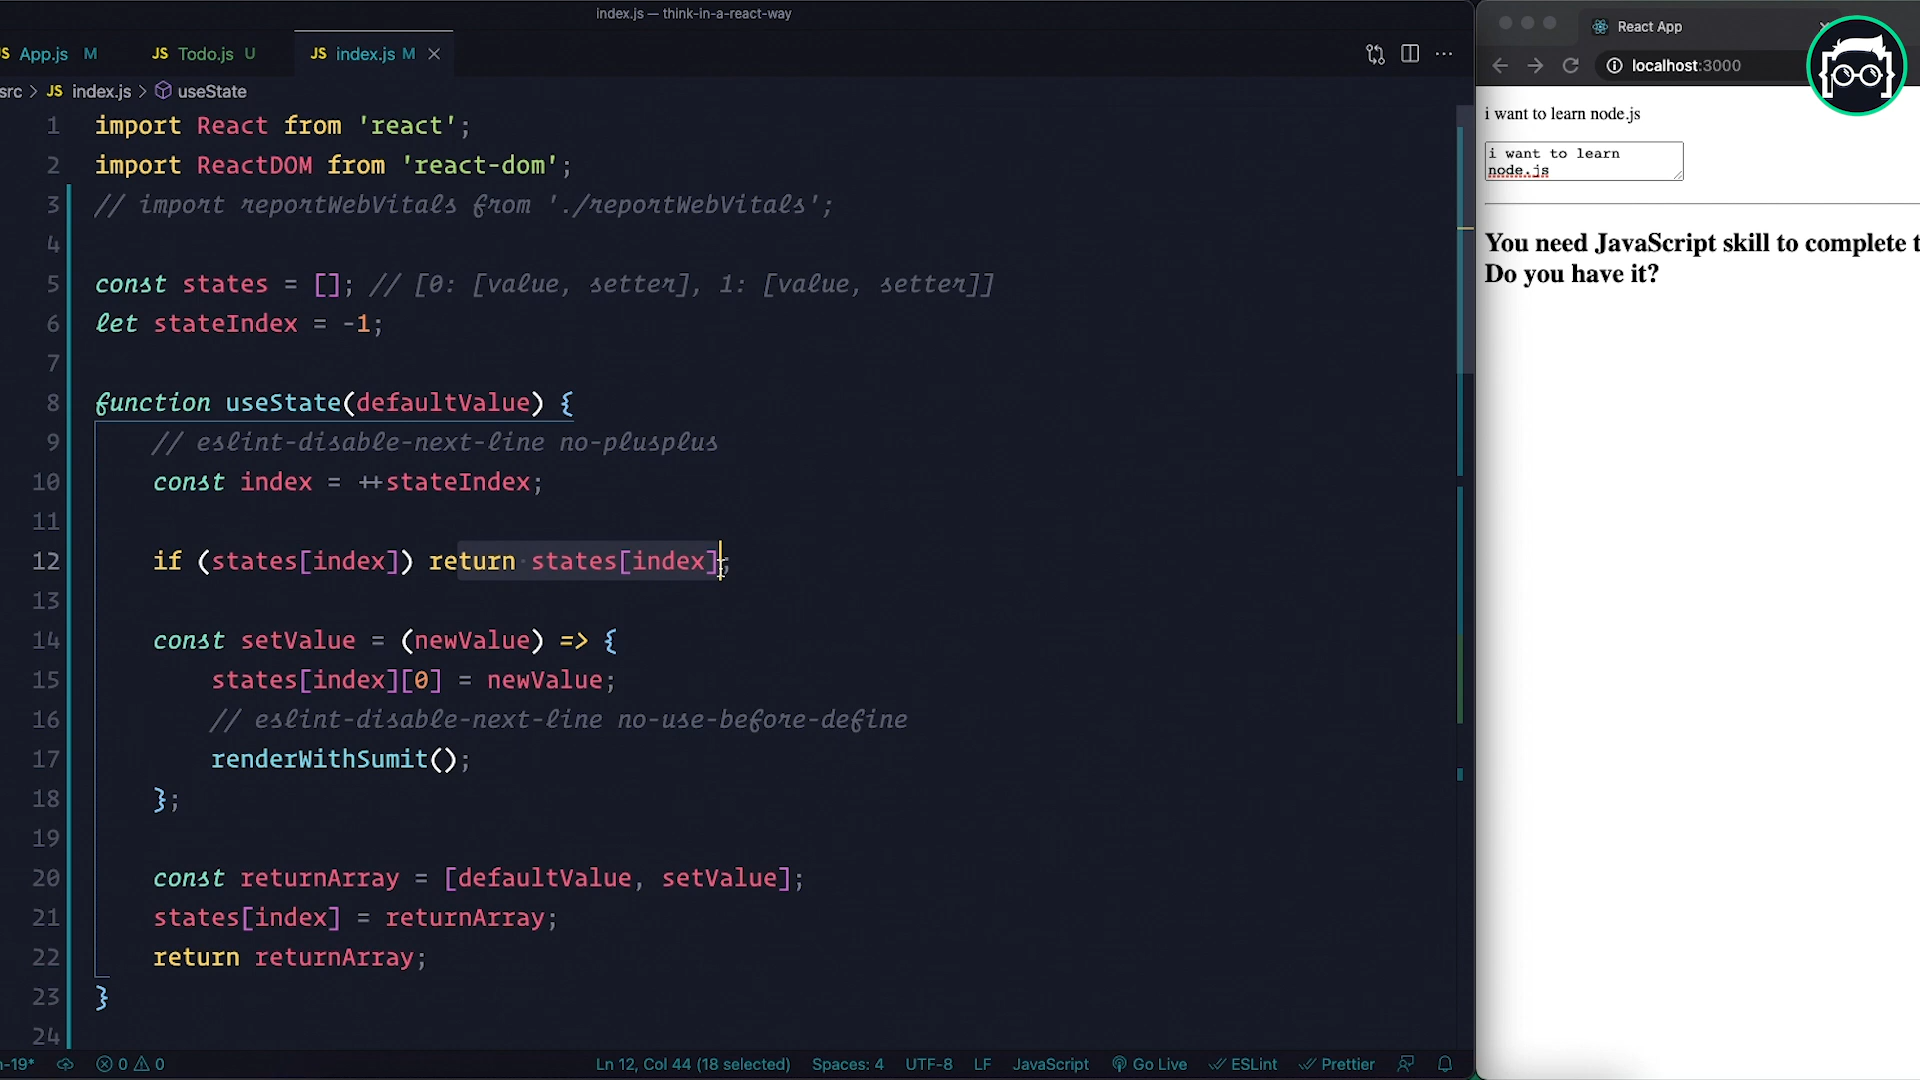 index.js — think-in-a-react-way
App.js M
JS Todo.js U
JS index.js M
src > JS index.js > useState
1 import React from 'react';
2 import ReactDOM from 'react-dom';
3 // import reportWebVitals from './reportWebVitals';
4
5 const states = []; // [0: [value, setter], 1: [value, setter]]
6 let stateIndex = -1;
7
8 function useState(defaultValue) {
9 // eslint-disable-next-line no-plusplus
10 const index = ++stateIndex;
11
12 if (states[index]) return states[index];
13
14 const setValue = (newValue) => {
15 states[index][0] = newValue;
16 // eslint-disable-next-line no-use-before-define
17 renderWithSumit();
18 };
19
20 const returnArray = [defaultValue, setValue];
21 states[index] = returnArray;
22 return returnArray;
23 }
24
n-19* 0 0 Ln 12, Col 44 (18 selected) Spaces: 4 UTF-8 LF JavaScript Go Live ESLint Prettier
React App
localhost:3000
i want to learn node.js
i want to learn
node.js
You need JavaScript skill to complete t
Do you have it?